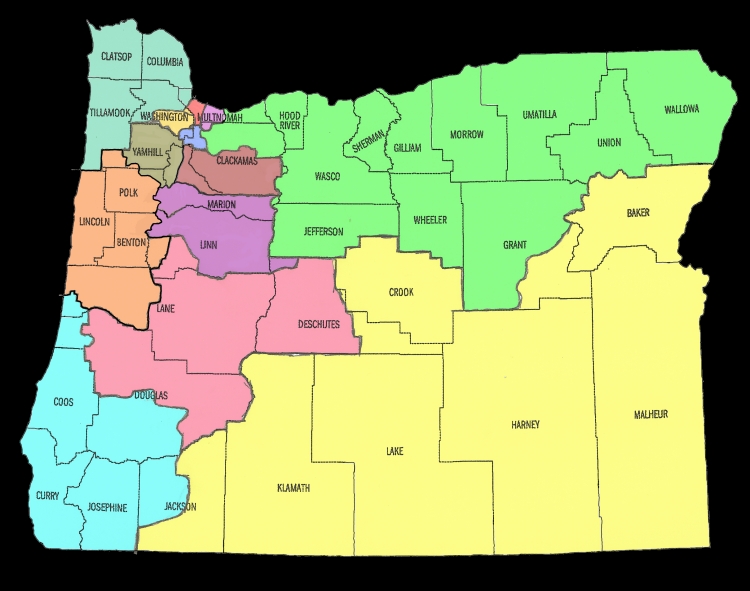 CLATSOP
COLUMBIA
TILLAMOOK
WASHINGTON
MULTNOMAH
HOOD
RIVER
SHERMAN
GILLIAM
MORROW
UMATILLA
UNION
WALLOWA
YAMHILL
CLACKAMAS
WASCO
POLK
MARION
LINCOLN
BENTON
LINN
JEFFERSON
WHEELER
GRANT
BAKER
LANE
DESCHUTES
CROOK
COOS
DOUGLAS
HARNEY
MALHEUR
LAKE
KLAMATH
CURRY
JOSEPHINE
JACKSON